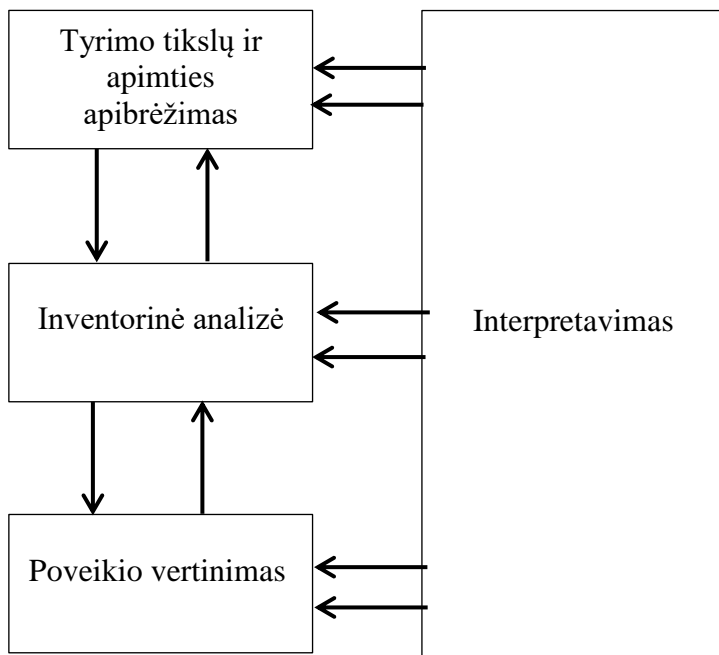 Tyrimo tikslų ir
apimties
apibrėžimas
Inventorinė analizė
Interpretavimas
Poveikio vertinimas